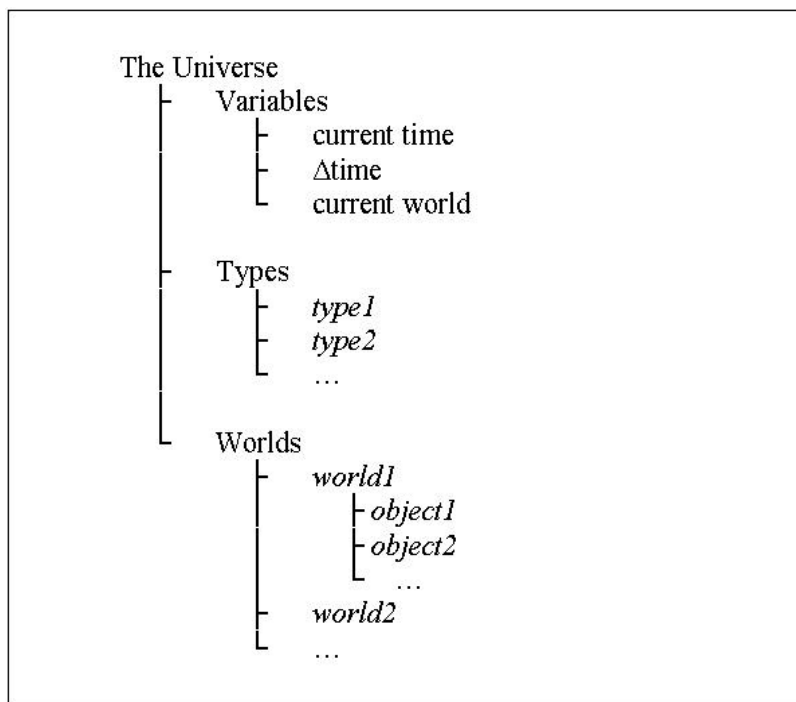 The Universe
Variables
current time
Δtime
current world
Types
type1
type2
…
Worlds
world1
object1
object2
…
world2
…